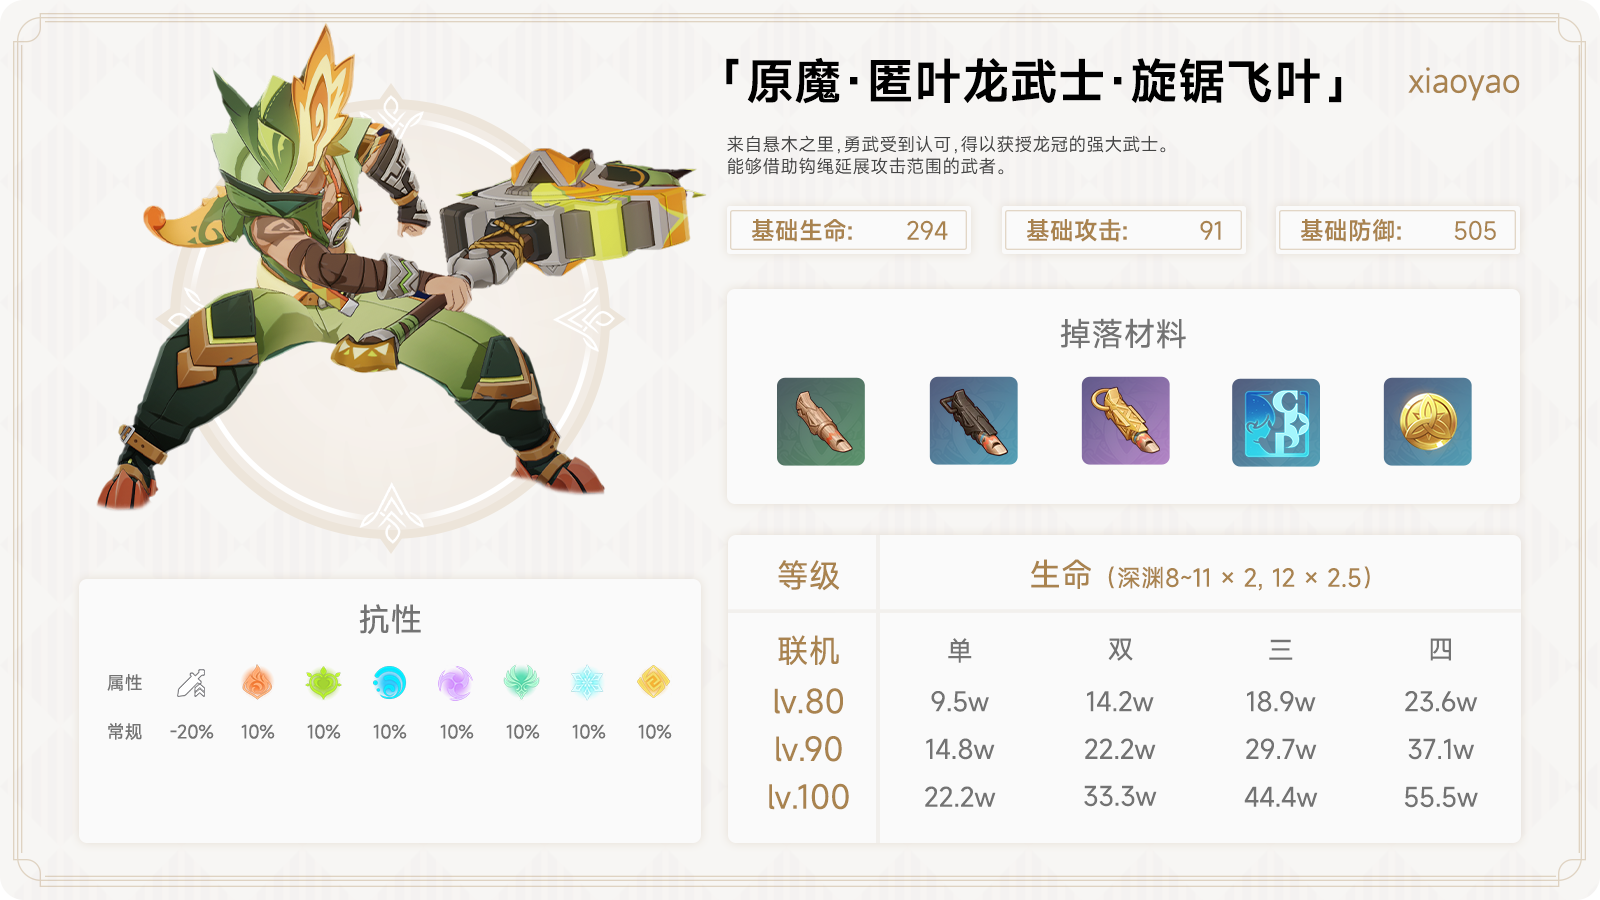 「原魔·匿叶龙武士·旋锯飞叶」
xiaoyao
来自悬木之里,勇武受到认可,得以获授龙冠的强大武士。
能够借助钩绳延展攻击范围的武者。
基础生命: 294
基础攻击: 91
基础防御: 505
掉落材料
抗性
属性
常规 -20% 10% 10% 10% 10% 10% 10% 10%
等级 生命 (深渊8~11 × 2, 12 × 2.5)
联机 单 双 三 四
lv.80 9.5w 14.2w 18.9w 23.6w
lv.90 14.8w 22.2w 29.7w 37.1w
lv.100 22.2w 33.3w 44.4w 55.5w